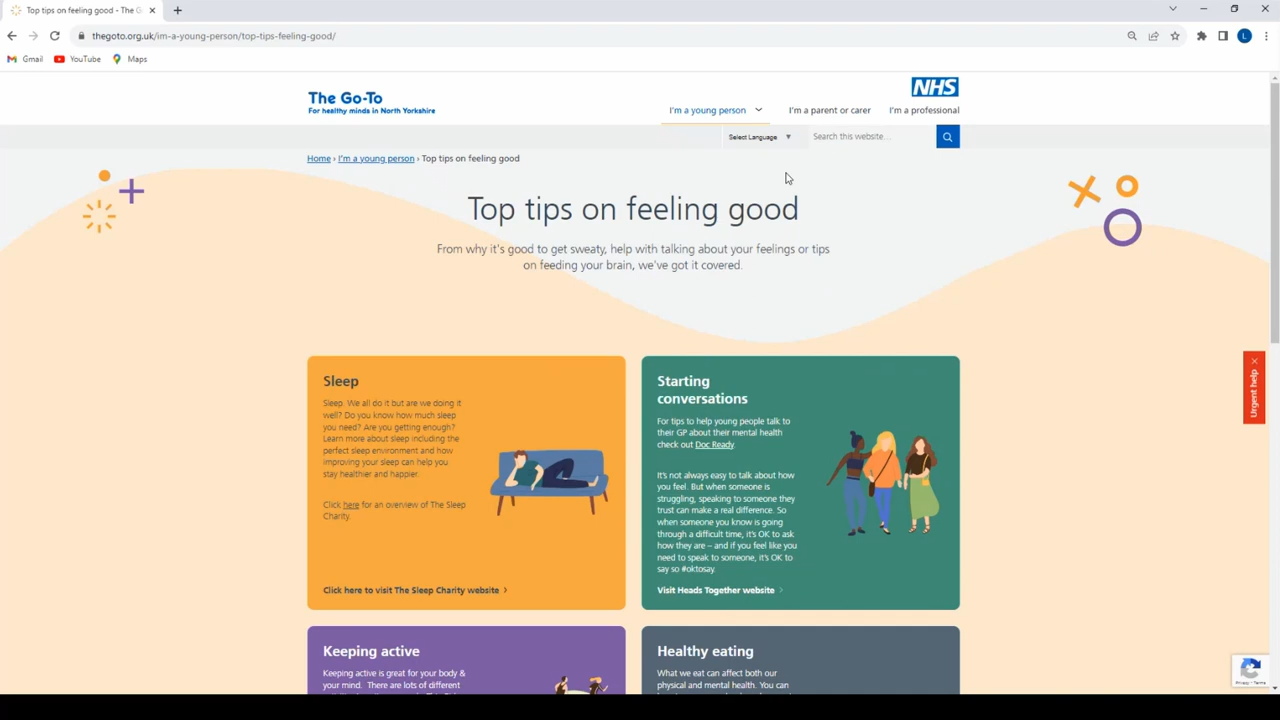 Top tips on feeling good - The G
thegoto.org.uk/im-a-young-person/top-tips-feeling-good/
L
Gmail
YouTube
Maps
NHS
The Go-To
For healthy minds in North Yorkshire
I'm a young person
I'm a parent or carer
I'm a professional
Select Language ▼
Search this website...
Home › I'm a young person › Top tips on feeling good
Top tips on feeling good
From why it's good to get sweaty, help with talking about your feelings or tips
on feeding your brain, we've got it covered.
Urgent help
Sleep
Sleep. We all do it but are we doing it
well? Do you know how much sleep
you need? Are you getting enough?
Learn more about sleep including the
perfect sleep environment and how
improving your sleep can help you
stay healthier and happier.
Click here for an overview of The Sleep
Charity.
Click here to visit The Sleep Charity website
Starting
conversations
For tips to help young people talk to
their GP about their mental health
check out Doc Ready.
It's not always easy to talk about how
you feel. But when someone is
struggling, speaking to someone they
trust can make a real difference. So
when someone you know is going
through a difficult time, it's OK to ask
how they are – and if you feel like you
need to speak to someone, it's OK to
say so #oktosay.
Visit Heads Together website
Keeping active
Keeping active is great for your body &
your mind. There are lots of different
Healthy eating
What we eat can affect both our
physical and mental health. You can
Privacy - Terms